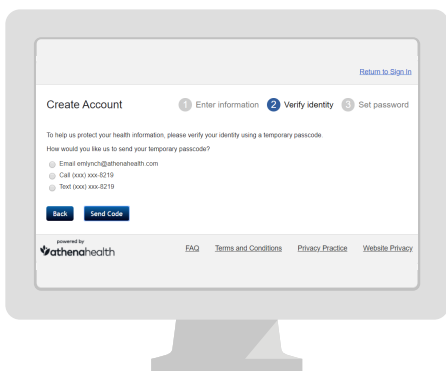 Return to Sign In
Create Account
1 Enter information 2 Verify identity 3 Set password
To help us protect your health information, please verify your identity using a temporary passcode.
How would you like us to send your temporary passcode?
Email emlynch@athenahealth.com
Call (xxx) xxx-8219
Text (xxx) xxx-8219
Back Send Code
powered by
athenahealth FAQ Terms and Conditions Privacy Practice Website Privacy